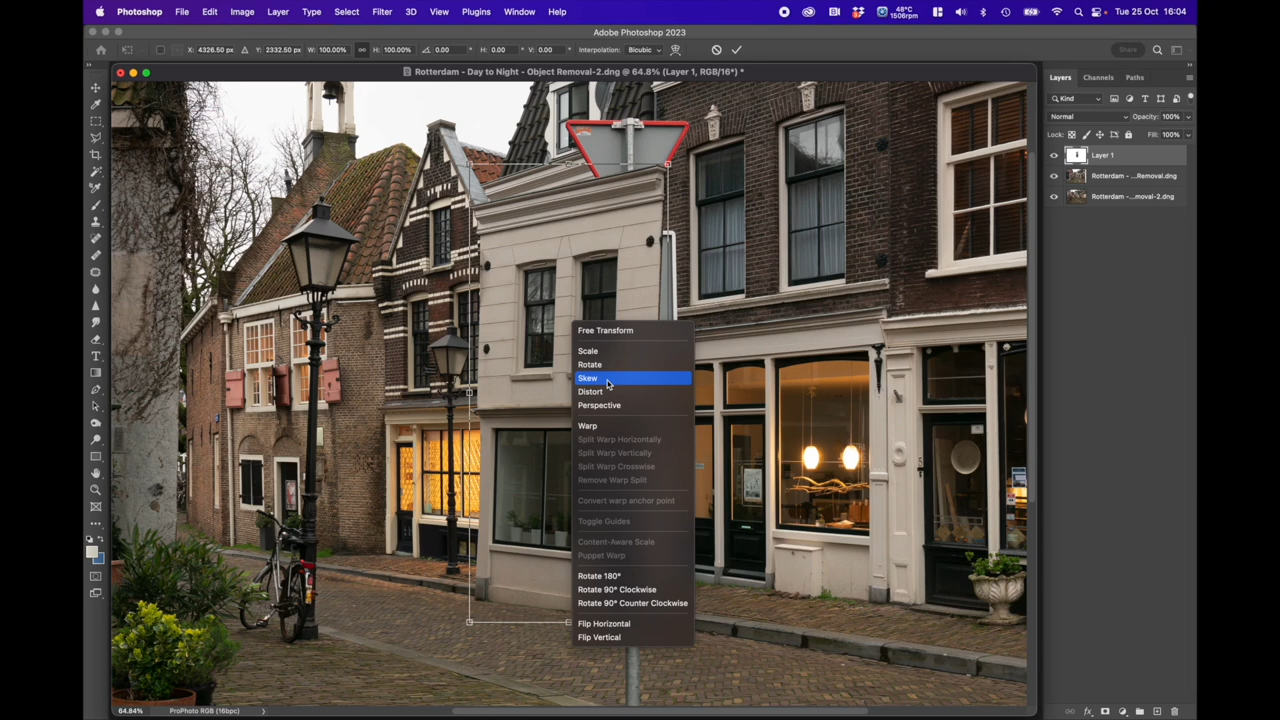 Photoshop File Edit Image Layer Type Select Filter 3D View Plugins Window Help 48°C 1506rpm Tue 25 Oct 16:04
Adobe Photoshop 2023
X: 4326.50 px Y: 2332.50 px W: 100.00% H: 100.00% 0.00 ° H: 0.00 ° V: 0.00 ° Interpolation: Bicubic Share
Rotterdam - Day to Night - Object Removal-2.dng @ 64.8% (Layer 1, RGB/16*) *
Layers Channels Paths
Kind
Normal Opacity: 100%
Lock: Fill: 100%
Layer 1
Rotterdam - ...Removal.dng
Rotterdam -...moval-2.dng
Free Transform
Scale
Rotate
Skew
Distort
Perspective
Warp
Split Warp Horizontally
Split Warp Vertically
Split Warp Crosswise
Remove Warp Split
Convert warp anchor point
Toggle Guides
Content-Aware Scale
Puppet Warp
Rotate 180°
Rotate 90° Clockwise
Rotate 90° Counter Clockwise
Flip Horizontal
Flip Vertical
64.84% ProPhoto RGB (16bpc)